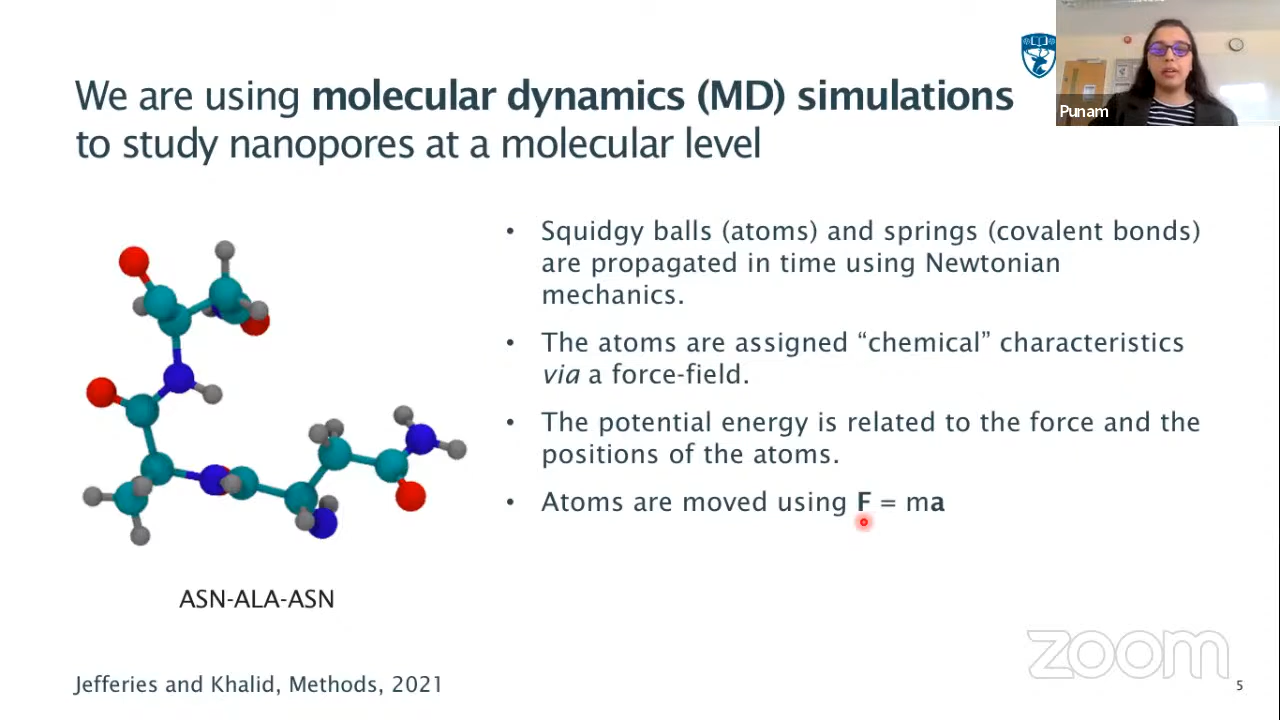 We are using molecular dynamics (MD) simulations
to study nanopores at a molecular level
Punam
• Squidgy balls (atoms) and springs (covalent bonds)
are propagated in time using Newtonian
mechanics.
• The atoms are assigned “chemical” characteristics
via a force-field.
• The potential energy is related to the force and the
positions of the atoms.
• Atoms are moved using F = ma
ASN-ALA-ASN
Jefferies and Khalid, Methods, 2021
zoom
5